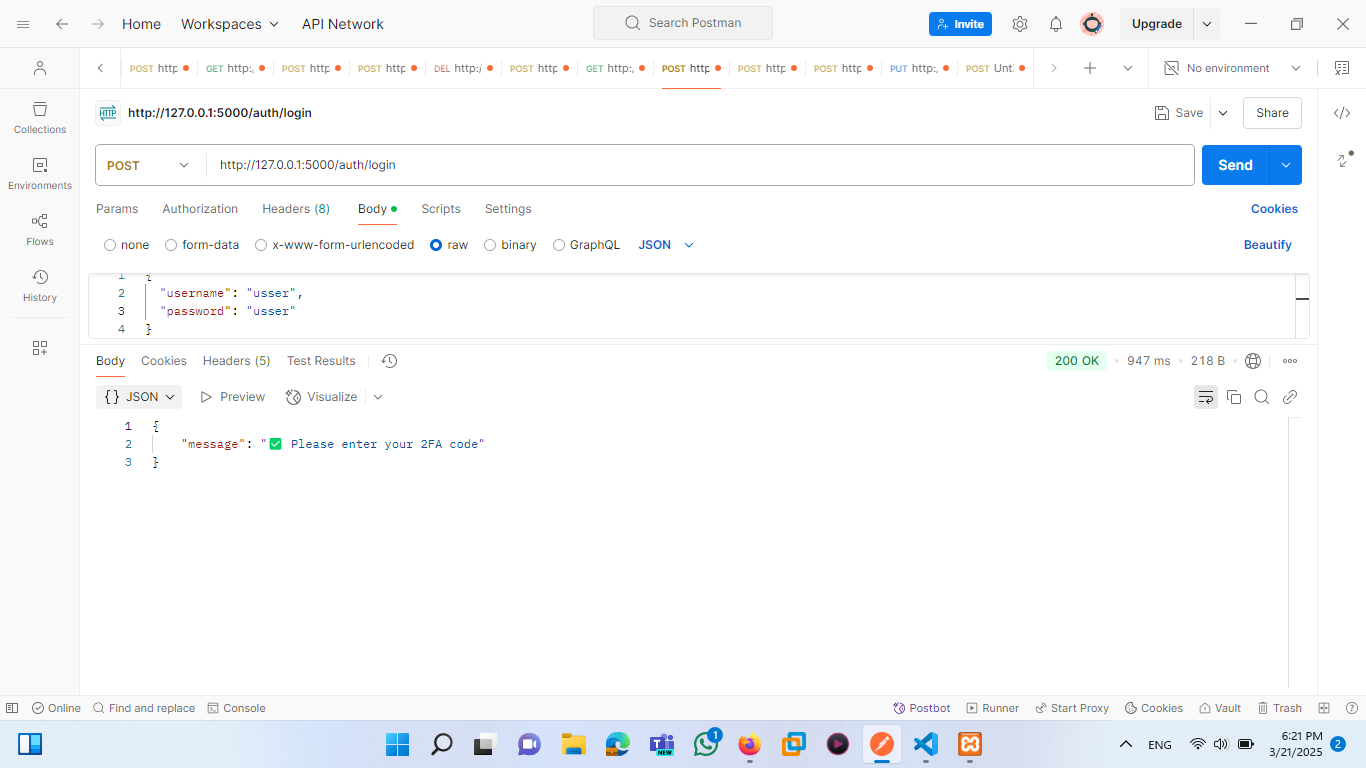 Home Workspaces API Network Search Postman Invite Upgrade
POST http GET http:, POST http POST http DEL http:/ POST http GET http:, POST http POST http POST http PUT http:, POST Unt No environment
HTTP http://127.0.0.1:5000/auth/login Save Share
Collections
Environments
Flows
History
POST http://127.0.0.1:5000/auth/login Send
Params Authorization Headers (8) Body Scripts Settings Cookies
none form-data x-www-form-urlencoded raw binary GraphQL JSON Beautify
1 {
2 "username": "usser",
3 "password": "usser"
4 }
Body Cookies Headers (5) Test Results 200 OK 947 ms 218 B
{} JSON Preview Visualize
1 {
2 "message": "✅ Please enter your 2FA code"
3 }
Online Find and replace Console Postbot Runner Start Proxy Cookies Vault Trash
NEW 1 ENG 6:21 PM 2
3/21/2025